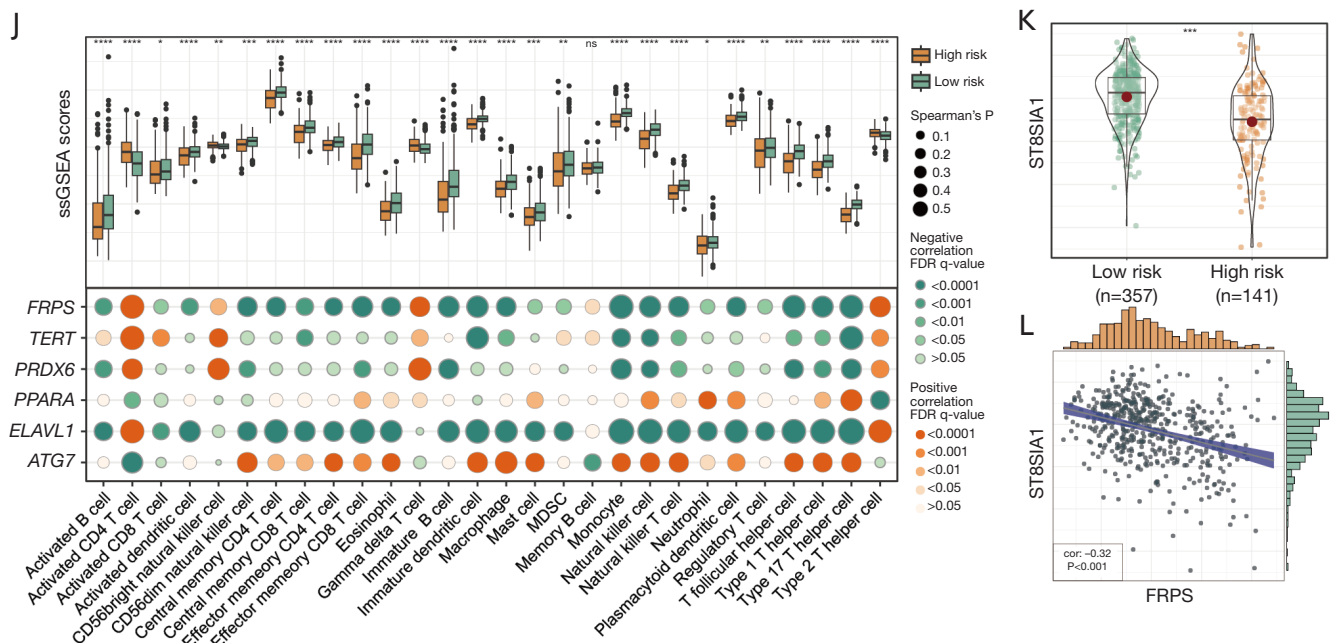 J
**** **** * **** ** *** **** **** **** **** **** **** **** **** **** *** ** ns **** **** **** * **** ** **** **** **** ****
ssGSEA scores
High risk
Low risk
Spearman's P
0.1
0.2
0.3
0.4
0.5
Negative
correlation
FDR q-value
<0.0001
<0.001
<0.01
<0.05
>0.05
Positive
correlation
FDR q-value
<0.0001
<0.001
<0.01
<0.05
>0.05
FRPS
TERT
PRDX6
PPARA
ELAVL1
ATG7
Activated B cell
Activated CD4 T cell
Activated CD8 T cell
Activated dendritic cell
CD56bright natural killer cell
CD56dim natural killer cell
Central memory CD4 T cell
Central memory CD8 T cell
Effector memeory CD4 T cell
Effector memeory CD8 T cell
Eosinophil
Gamma delta T cell
Immature B cell
Immature dendritic cell
Macrophage
Mast cell
MDSC
Memory B cell
Monocyte
Natural killer cell
Natural killer T cell
Neutrophil
Plasmacytoid dendritic cell
Regulatory T cell
T follicular helper cell
Type 1 T helper cell
Type 17 T helper cell
Type 2 T helper cell
K
***
ST8SIA1
Low risk
(n=357)
High risk
(n=141)
L
ST8SIA1
cor: –0.32
P<0.001
FRPS